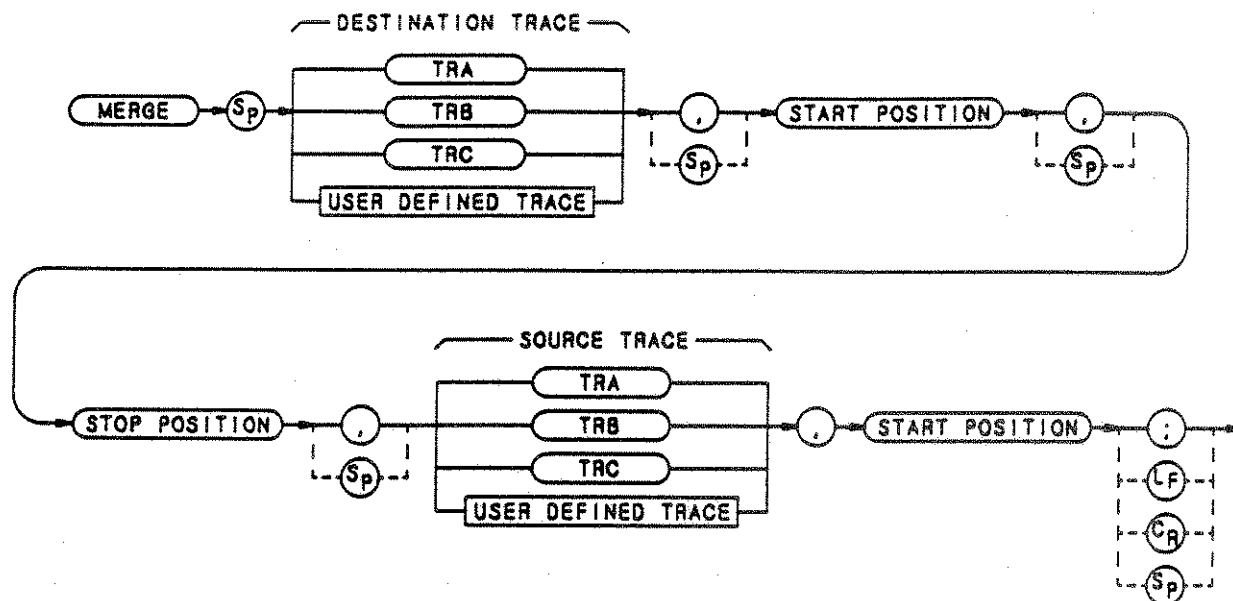 DESTINATION TRACE
TRA
MERGE Sp TRB , START POSITION ,
Sp Sp
TRC
USER DEFINED TRACE
SOURCE TRACE
TRA
STOP POSITION , TRB , START POSITION ;
Sp LF
TRC
CR
USER DEFINED TRACE
Sp